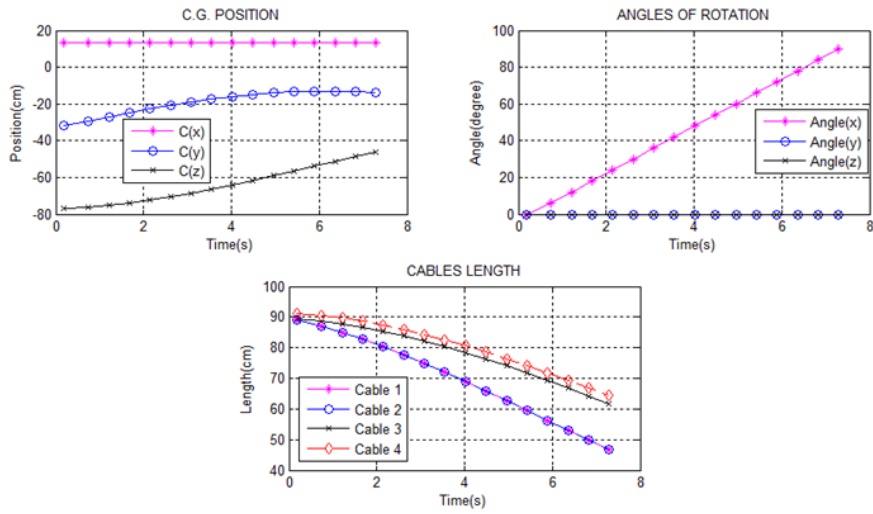 C.G. POSITION
20
0
-20
-40
-60
-80
Position(cm)
C(x)
C(y)
C(z)
0 2 4 6 8
Time(s)
ANGLES OF ROTATION
100
80
60
40
20
0
Angle(degree)
Angle(x)
Angle(y)
Angle(z)
0 2 4 6 8
Time(s)
CABLES LENGTH
100
90
80
70
60
50
40
Length(cm)
Cable 1
Cable 2
Cable 3
Cable 4
0 2 4 6 8
Time(s)